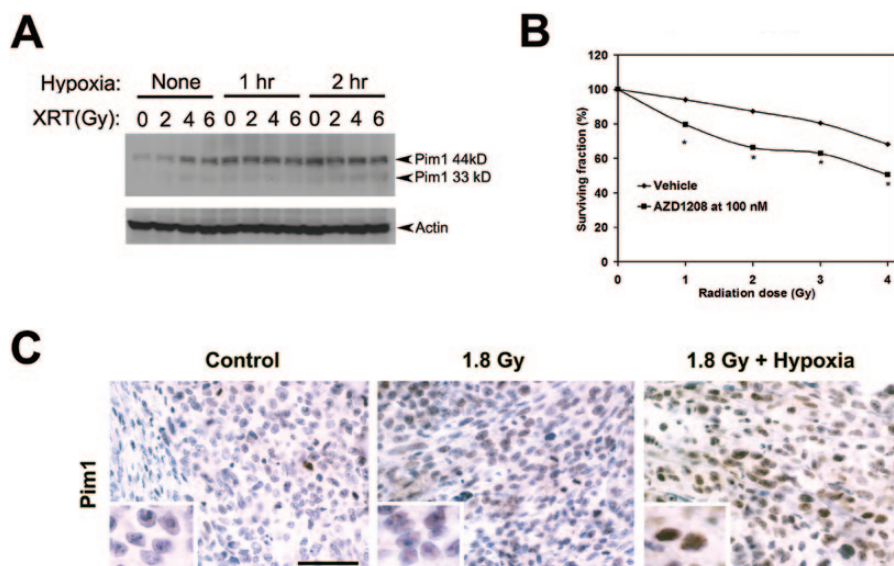 A
Hypoxia: None 1 hr 2 hr
XRT(Gy): 0 2 4 6 0 2 4 6 0 2 4 6
Pim1 44kD
Pim1 33 kD
Actin
B
120
100
80
60
40
20
0
Surviving fraction (%)
Vehicle
AZD1208 at 100 nM
* * * *
0 1 2 3 4
Radiation dose (Gy)
C
Control 1.8 Gy 1.8 Gy + Hypoxia
Pim1